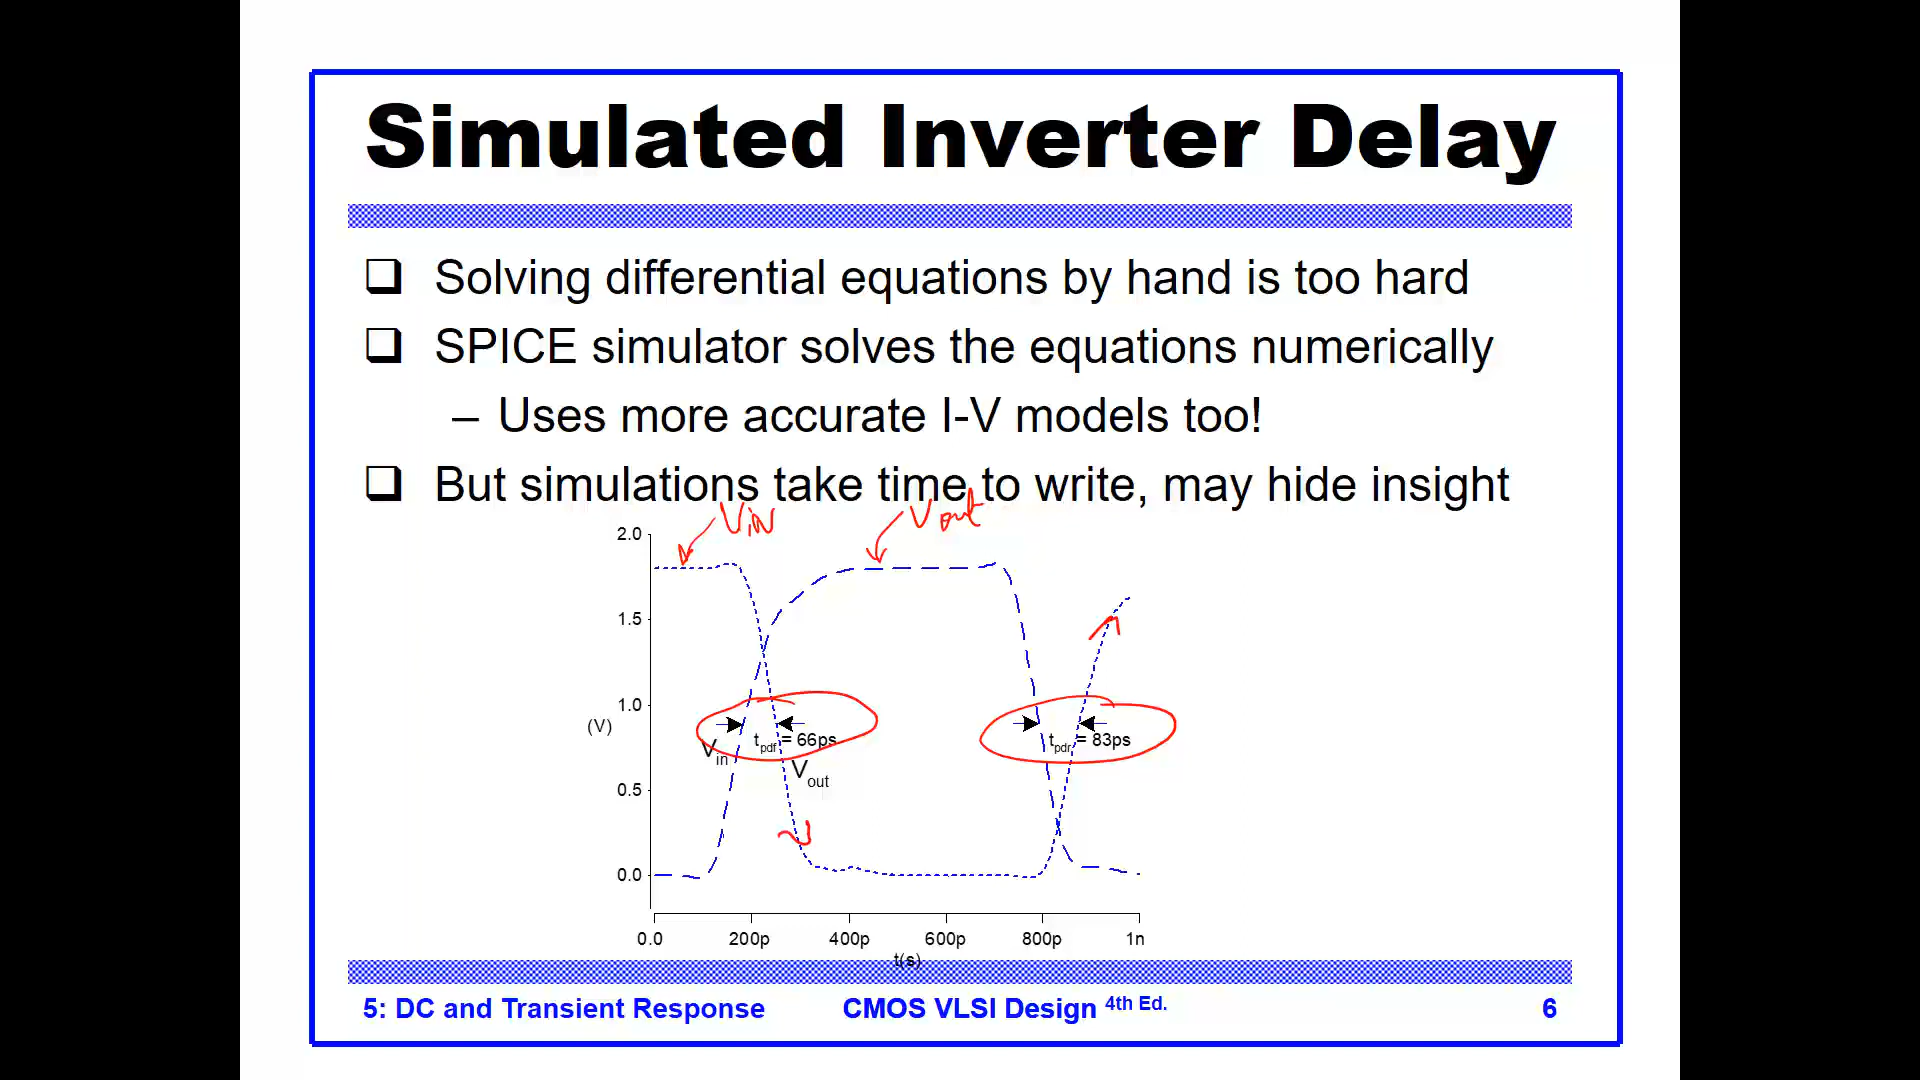 Simulated Inverter Delay
❑ Solving differential equations by hand is too hard
❑ SPICE simulator solves the equations numerically
– Uses more accurate I-V models too!
❑ But simulations take time to write, may hide insight
Vin
Vout
2.0
1.5
1.0
(V)
0.5
0.0
Vin
tpdf = 66ps
Vout
tpdr = 83ps
0.0 200p 400p 600p 800p 1n
t(s)
5: DC and Transient Response CMOS VLSI Design 4th Ed. 6